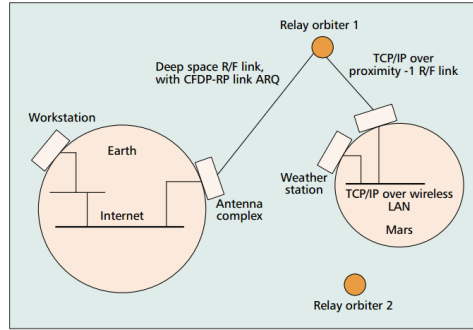 Relay orbiter 1
Deep space R/F link,
with CFDP-RP link ARQ
TCP/IP over
proximity -1 R/F link
Workstation
Earth
Internet
Antenna
complex
Weather
station
TCP/IP over wireless
LAN
Mars
Relay orbiter 2